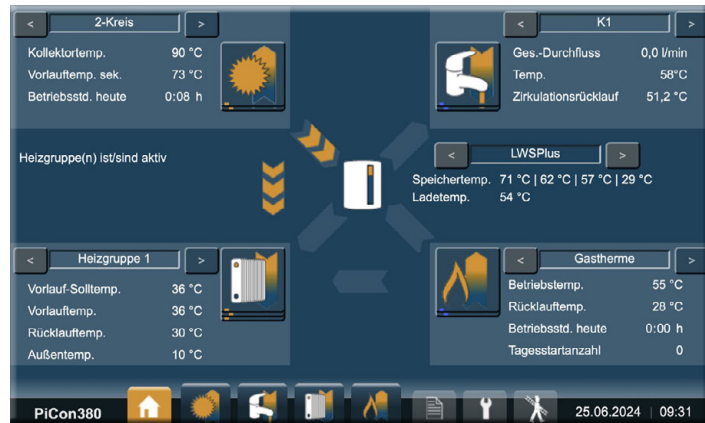 < 2-Kreis >
Kollektortemp. 90 °C
Vorlauftemp. sek. 73 °C
Betriebsstd. heute 0:08 h
< K1 >
Ges.-Durchfluss 0,0 l/min
Temp. 58°C
Zirkulationsrücklauf 51,2 °C
Heizgruppe(n) ist/sind aktiv
< LWSPlus >
Speichertemp. 71 °C | 62 °C | 57 °C | 29 °C
Ladetemp. 54 °C
< Heizgruppe 1 >
Vorlauf-Solltemp. 36 °C
Vorlauftemp. 36 °C
Rücklauftemp. 30 °C
Außentemp. 10 °C
< Gastherme >
Betriebstemp. 55 °C
Rücklauftemp. 28 °C
Betriebsstd. heute 0:00 h
Tagesstartanzahl 0
PiCon380 25.06.2024 | 09:31